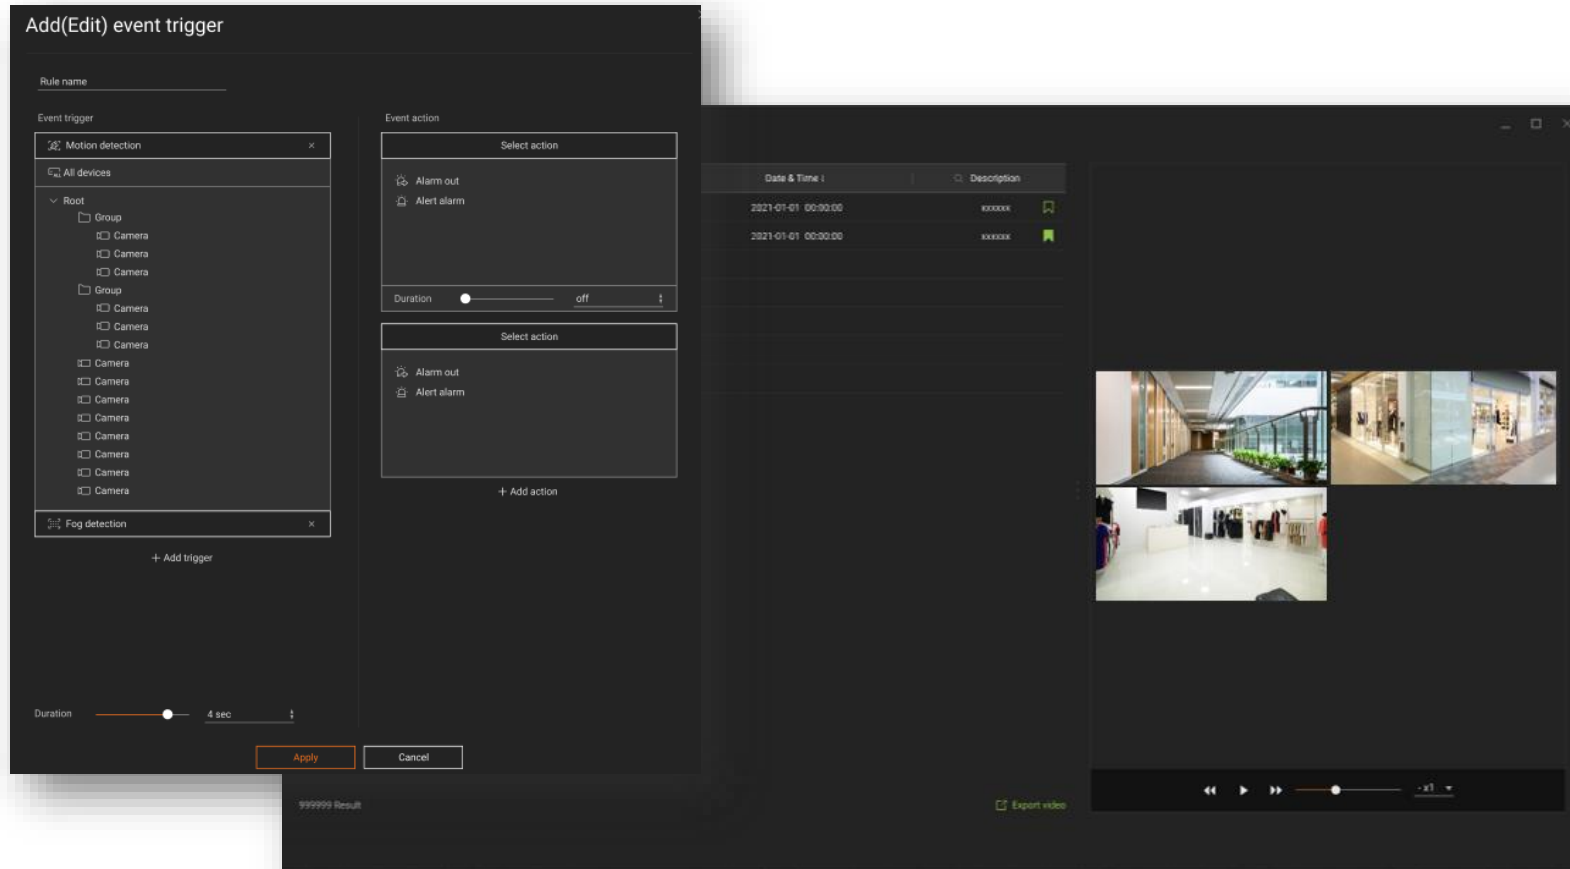 Add(Edit) event trigger
Rule name
Event trigger
Motion detection
All devices
Root
Group
Camera
Camera
Camera
Group
Camera
Camera
Camera
Camera
Camera
Camera
Camera
Camera
Camera
Camera
Camera
Fog detection
+ Add trigger
Duration
4 sec
Event action
Select action
Alarm out
Alert alarm
Duration
off
Select action
Alarm out
Alert alarm
+ Add action
Apply
Cancel
Date & Time
Description
2021-01-01 00:00:00
xxxxxx
2021-01-01 00:00:00
xxxxxx
999999 Result
Export video
x1